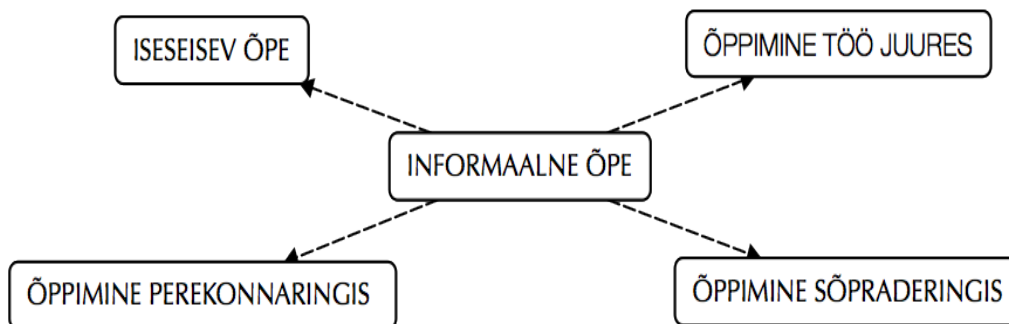 ISESEISEV ÕPE
ÕPPIMINE TÖÖ JUURES
INFORMAALNE ÕPE
ÕPPIMINE PEREKONNARINGIS
ÕPPIMINE SÕPRADERINGIS